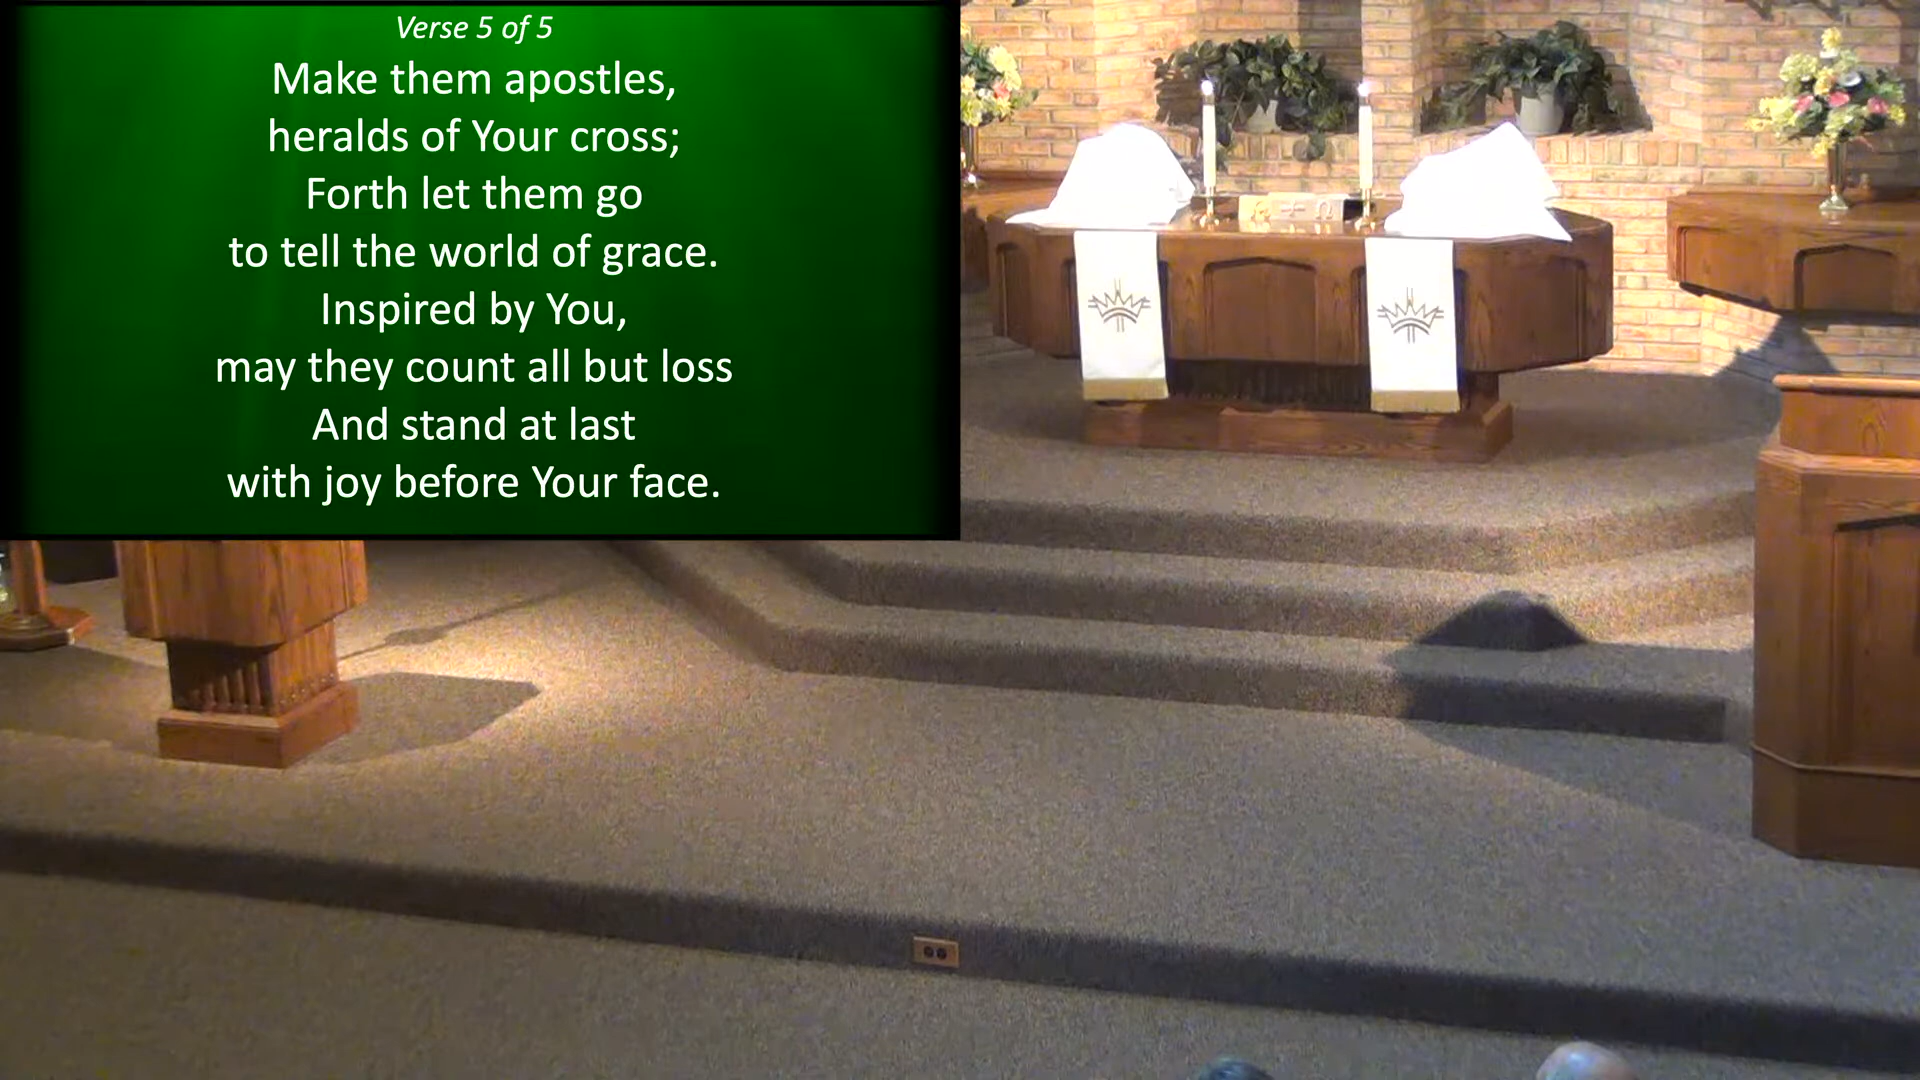 Verse 5 of 5
Make them apostles,
heralds of Your cross;
Forth let them go
to tell the world of grace.
Inspired by You,
may they count all but loss
And stand at last
with joy before Your face.